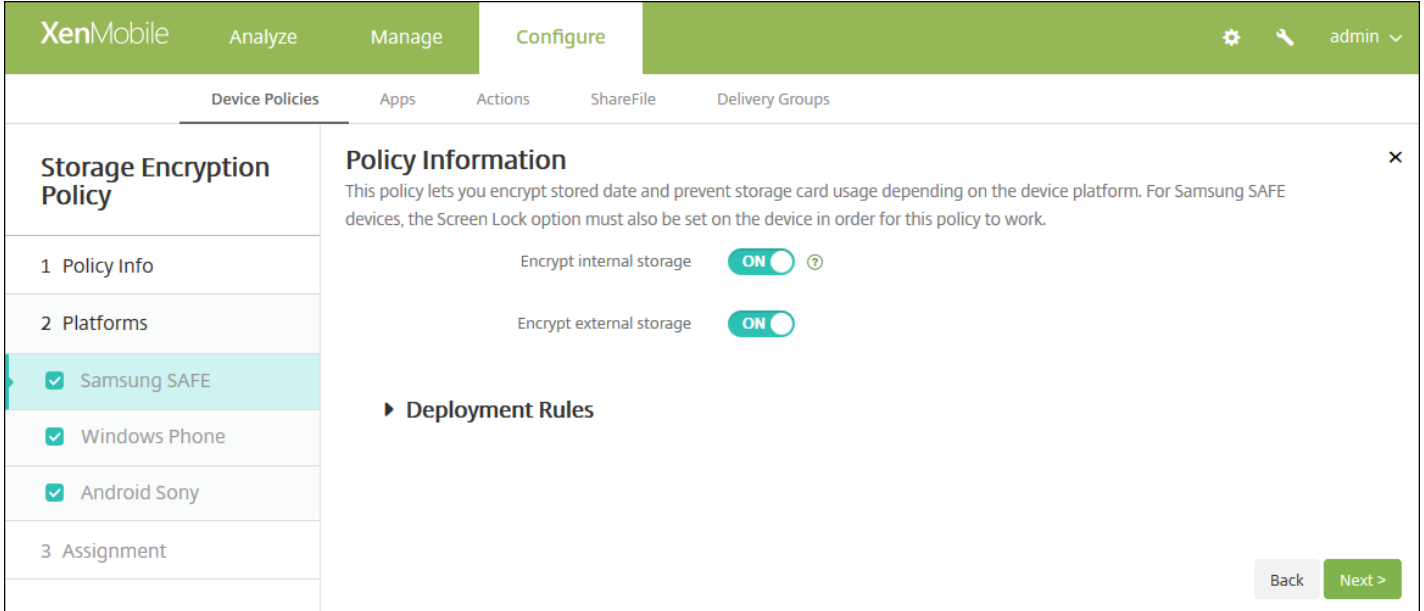 XenMobile Analyze Manage Configure admin
Device Policies Apps Actions ShareFile Delivery Groups
Storage Encryption
Policy
1 Policy Info
2 Platforms
Samsung SAFE
Windows Phone
Android Sony
3 Assignment
Policy Information
This policy lets you encrypt stored date and prevent storage card usage depending on the device platform. For Samsung SAFE
devices, the Screen Lock option must also be set on the device in order for this policy to work.
Encrypt internal storage ON ?
Encrypt external storage ON
Deployment Rules
Back Next >